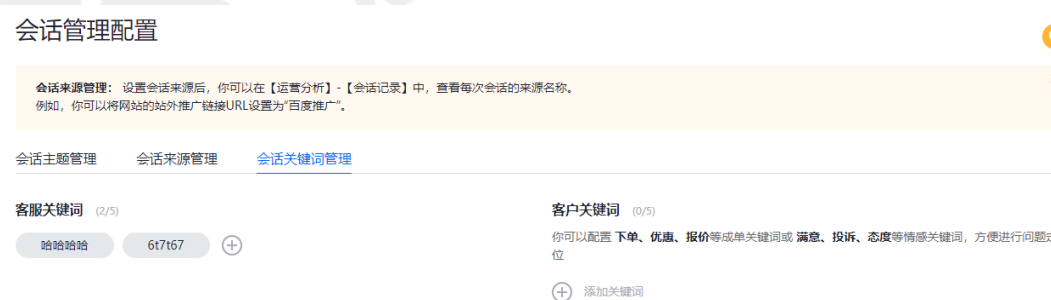 会话管理配置
会话来源管理： 设置会话来源后，你可以在【运营分析】-【会话记录】中，查看每次会话的来源名称。
例如，你可以将网站的站外推广链接URL设置为“百度推广”。
会话主题管理 会话来源管理 会话关键词管理
客服关键词 (2/5)
哈哈哈哈 6t7t67
客户关键词 (0/5)
你可以配置 下单、优惠、报价等成单关键词或 满意、投诉、态度等情感关键词，方便进行问题定
位
添加关键词